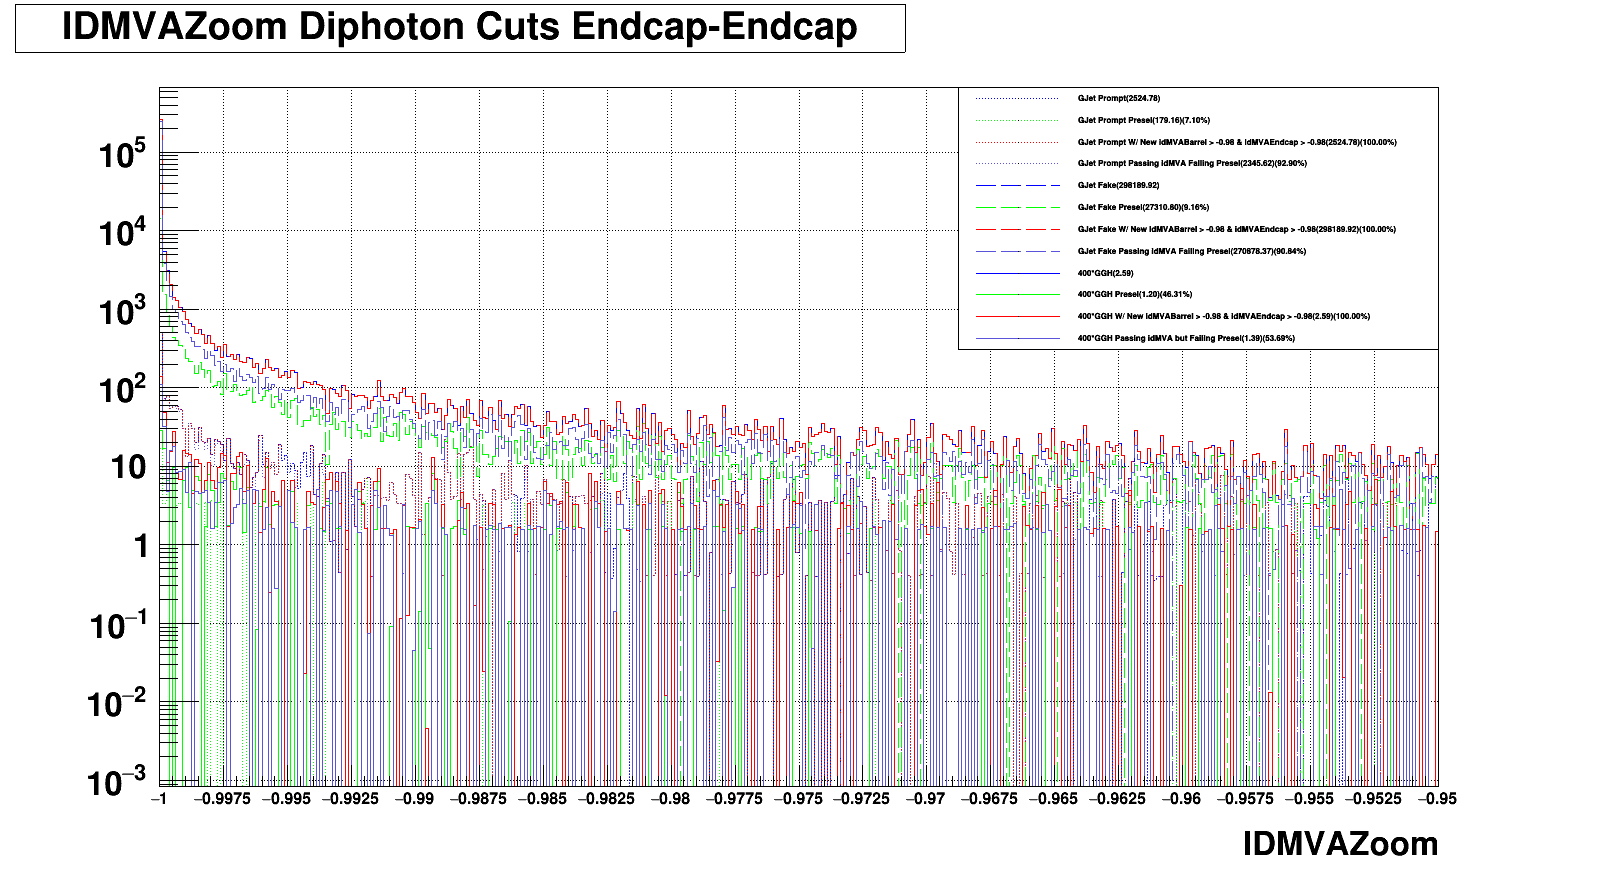 IDMVAZoom Diphoton Cuts Endcap-Endcap
GJet Prompt(2524.78)
GJet Prompt Presel(179.16)(7.10%)
GJet Prompt W/ New idMVABarrel > -0.98 & idMVAEndcap > -0.98(2524.78)(100.00%)
GJet Prompt Passing idMVA Failing Presel(2345.62)(92.90%)
GJet Fake(298189.92)
GJet Fake Presel(27310.80)(9.16%)
GJet Fake W/ New idMVABarrel > -0.98 & idMVAEndcap > -0.98(298189.92)(100.00%)
GJet Fake Passing idMVA Failing Presel(270878.37)(90.84%)
400*GGH(2.59)
400*GGH Presel(1.20)(46.31%)
400*GGH W/ New idMVABarrel > -0.98 & idMVAEndcap > -0.98(2.59)(100.00%)
400*GGH Passing idMVA but Failing Presel(1.39)(53.69%)
10⁵
10⁴
10³
10²
10
1
10⁻¹
10⁻²
10⁻³
−1 −0.9975 −0.995 −0.9925 −0.99 −0.9875 −0.985 −0.9825 −0.98 −0.9775 −0.975 −0.9725 −0.97 −0.9675 −0.965 −0.9625 −0.96 −0.9575 −0.955 −0.9525 −0.95
IDMVAZoom